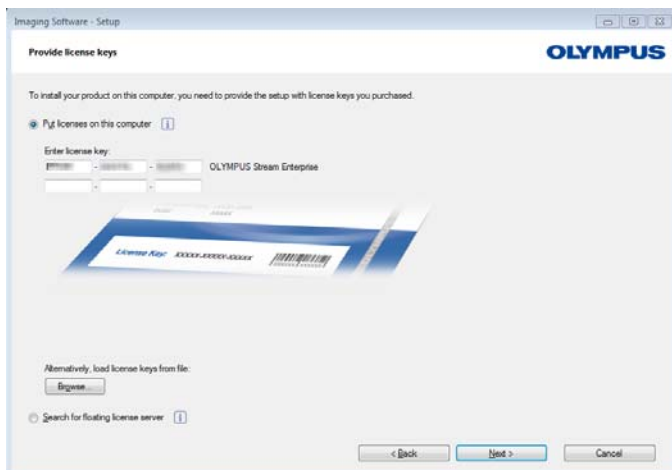 Imaging Software - Setup
Provide license keys
OLYMPUS
To install your product on this computer, you need to provide the setup with license keys you purchased.
Put licenses on this computer
Enter license key:
- - OLYMPUS Stream Enterprise
- -
License Key: XXXXX-XXXXX-XXXXX
Alternatively, load license keys from file:
Browse...
Search for floating license server
< Back Next > Cancel